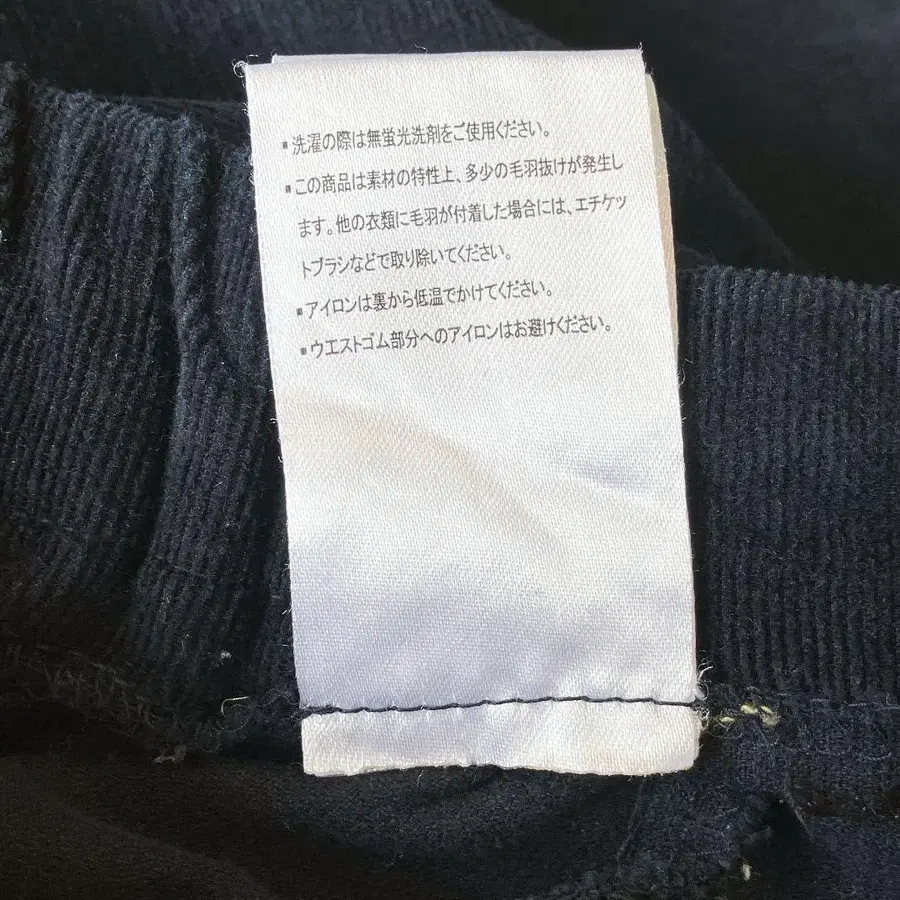 ▪洗濯の際は無蛍光洗剤をご使用ください。
▪この商品は素材の特性上、多少の毛羽抜けが発生し
ます。他の衣類に毛羽が付着した場合には、エチケッ
トブラシなどで取り除いてください。
▪アイロンは裏から低温でかけてください。
▪ウエストゴム部分へのアイロンはお避けください。